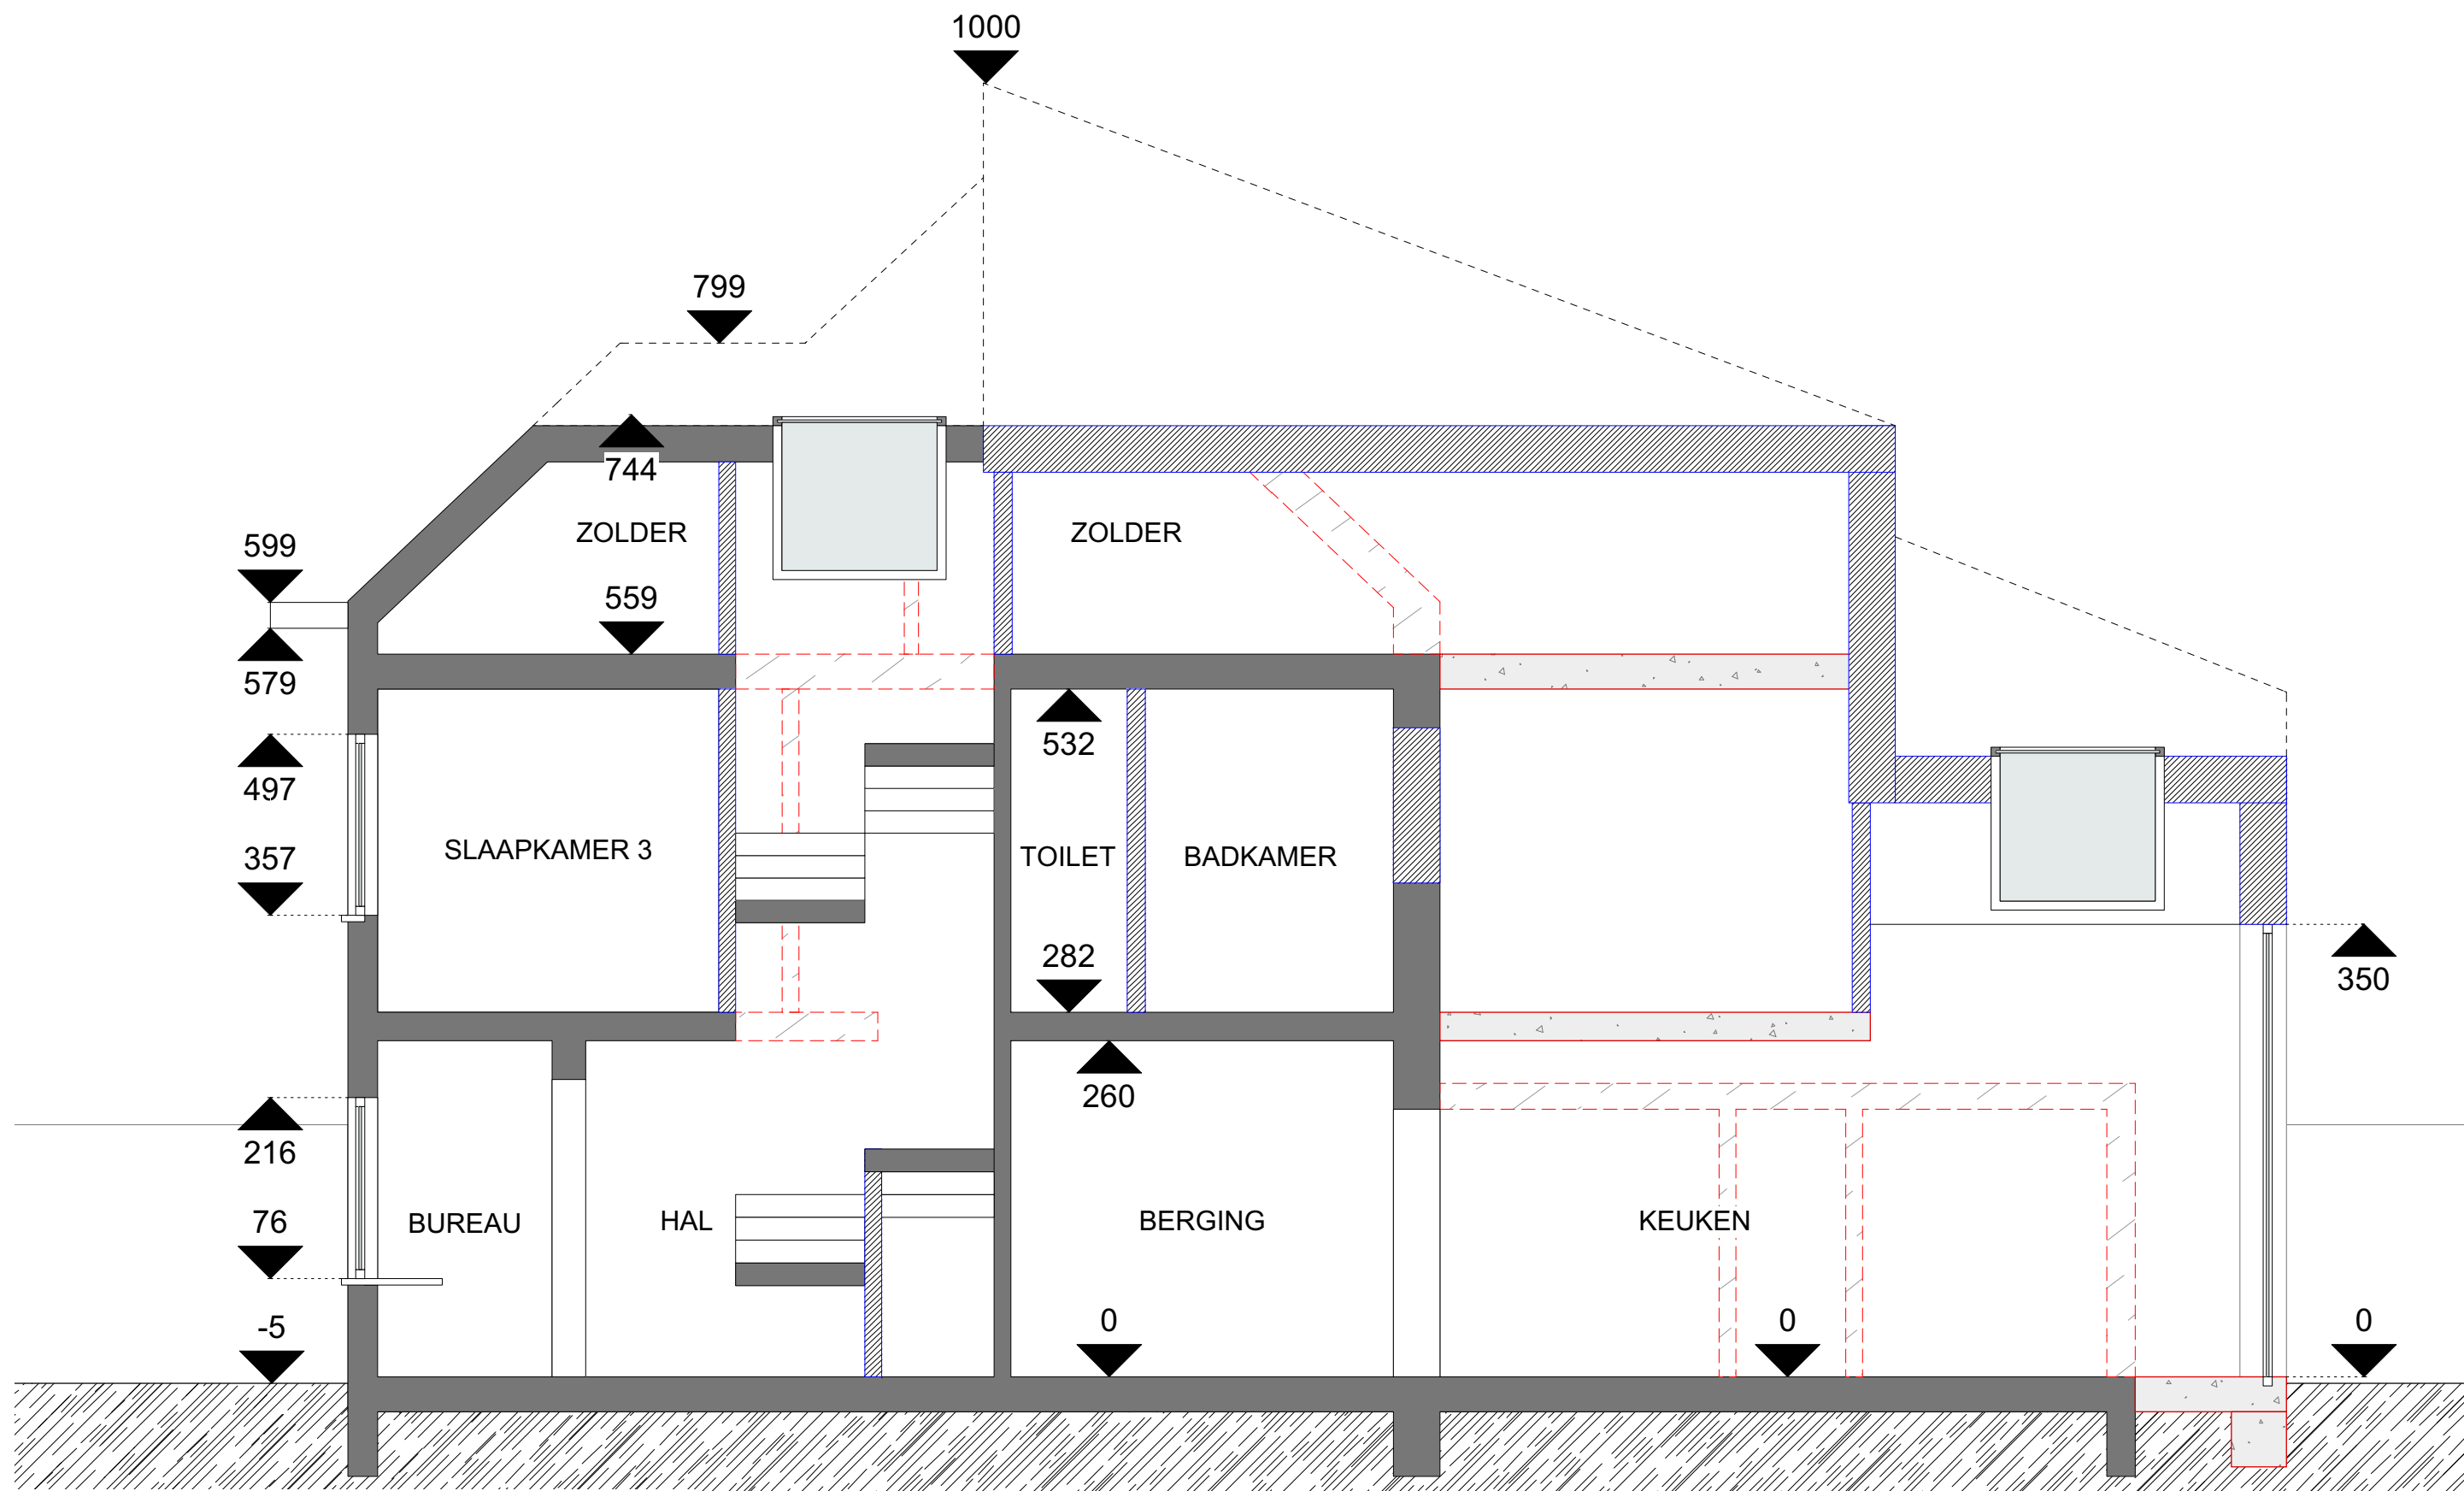 1000
799
744
ZOLDER
ZOLDER
599
559
579
532
497
SLAAPKAMER 3
TOILET
BADKAMER
357
282
350
260
216
76
BUREAU
HAL
BERGING
KEUKEN
-5
0
0
0